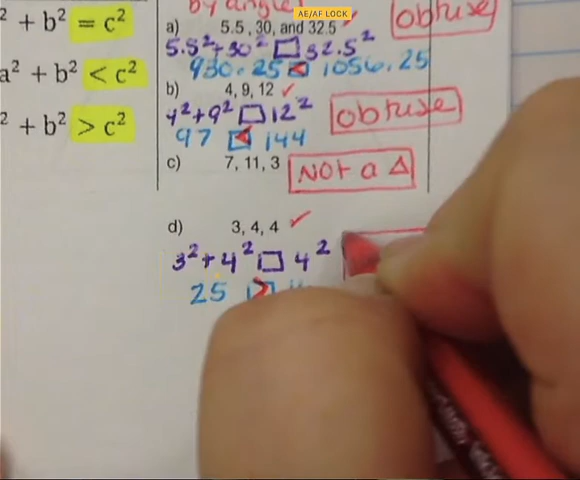 AE/AF LOCK
by angles
² + b² = c²
a² + b² < c²
² + b² > c²
a) 5.5, 30, and 32.5 ✓
obtuse
5.5²+30² □ 32.5²
930.25 < 1056.25
b) 4, 9, 12 ✓
4²+9² □ 12²
obtuse
97 < 144
c) 7, 11, 3
Not a Δ
d) 3, 4, 4 ✓
3²+4² □ 4²
25 >